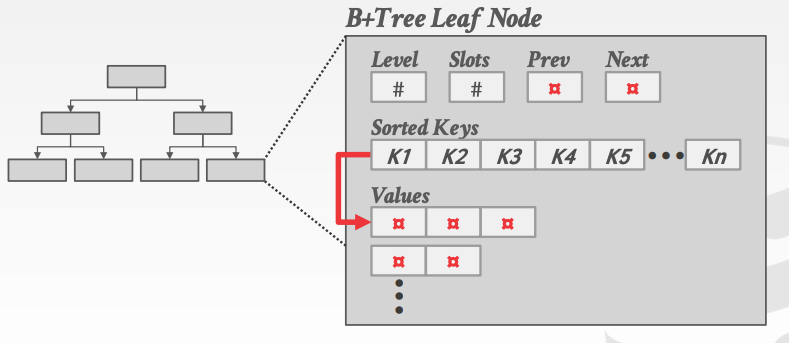 B+Tree Leaf Node
Level Slots Prev Next
# # ¤ ¤
Sorted Keys
K1 K2 K3 K4 K5 ••• Kn
Values
¤ ¤ ¤
¤ ¤